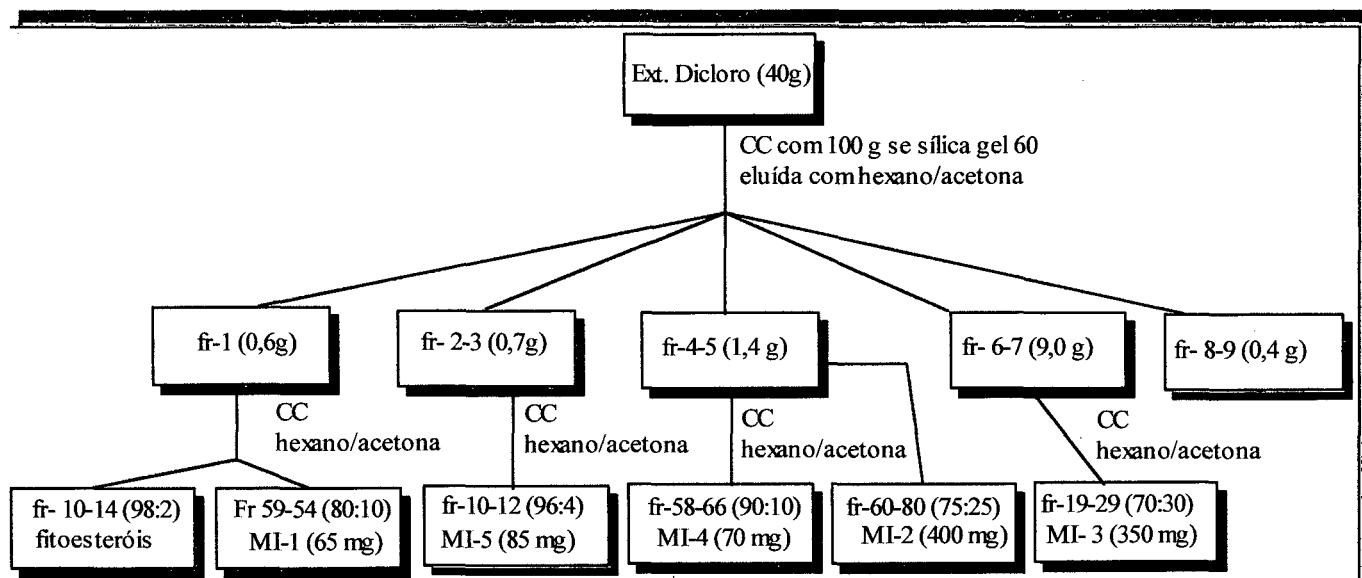 Ext. Dicloro (40g)
CC com 100 g se sílica gel 60
eluída com hexano/acetona
fr-1 (0,6g)
fr- 2-3 (0,7g)
fr-4-5 (1,4 g)
fr- 6-7 (9,0 g)
fr- 8-9 (0,4 g)
CC
hexano/acetona
CC
hexano/acetona
CC
hexano/acetona
CC
hexano/acetona
fr- 10-14 (98:2)
fitoesteróis
Fr 59-54 (80:10)
MI-1 (65 mg)
fr-10-12 (96:4)
MI-5 (85 mg)
fr-58-66 (90:10)
MI-4 (70 mg)
fr-60-80 (75:25)
MI-2 (400 mg)
fr-19-29 (70:30)
MI- 3 (350 mg)